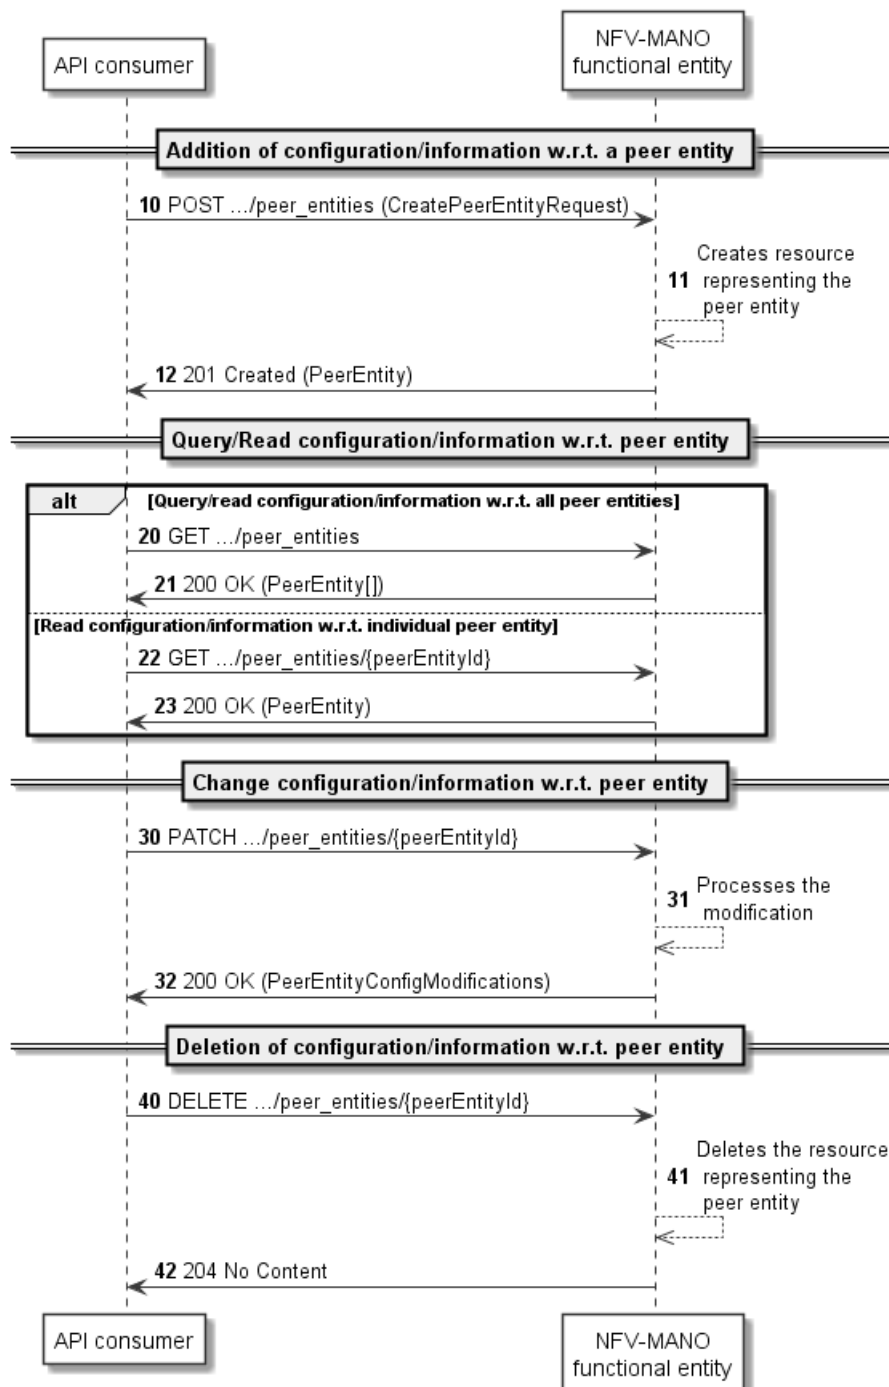 API consumer
NFV-MANO
functional entity
Addition of configuration/information w.r.t. a peer entity
10 POST .../peer_entities (CreatePeerEntityRequest)
Creates resource
11 representing the
peer entity
12 201 Created (PeerEntity)
Query/Read configuration/information w.r.t. peer entity
alt [Query/read configuration/information w.r.t. all peer entities]
20 GET .../peer_entities
21 200 OK (PeerEntity[])
[Read configuration/information w.r.t. individual peer entity]
22 GET .../peer_entities/{peerEntityId}
23 200 OK (PeerEntity)
Change configuration/information w.r.t. peer entity
30 PATCH .../peer_entities/{peerEntityId}
31 Processes the
modification
32 200 OK (PeerEntityConfigModifications)
Deletion of configuration/information w.r.t. peer entity
40 DELETE .../peer_entities/{peerEntityId}
Deletes the resource
41 representing the
peer entity
42 204 No Content
API consumer
NFV-MANO
functional entity